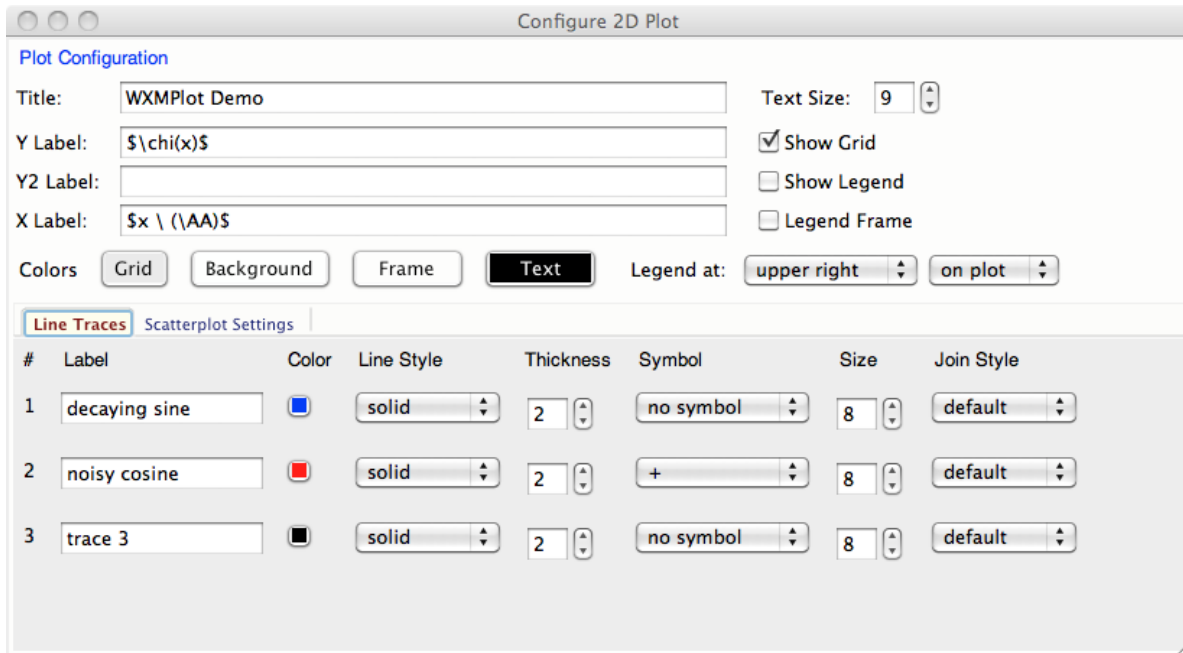 Configure 2D Plot
Plot Configuration
Title: WXMPlot Demo Text Size: 9
Y Label: $\chi(x)$ Show Grid
Y2 Label: Show Legend
X Label: $x \ (\AA)$ Legend Frame
Colors Grid Background Frame Text Legend at: upper right on plot
Line Traces Scatterplot Settings
# Label Color Line Style Thickness Symbol Size Join Style
1 decaying sine solid 2 no symbol 8 default
2 noisy cosine solid 2 + 8 default
3 trace 3 solid 2 no symbol 8 default